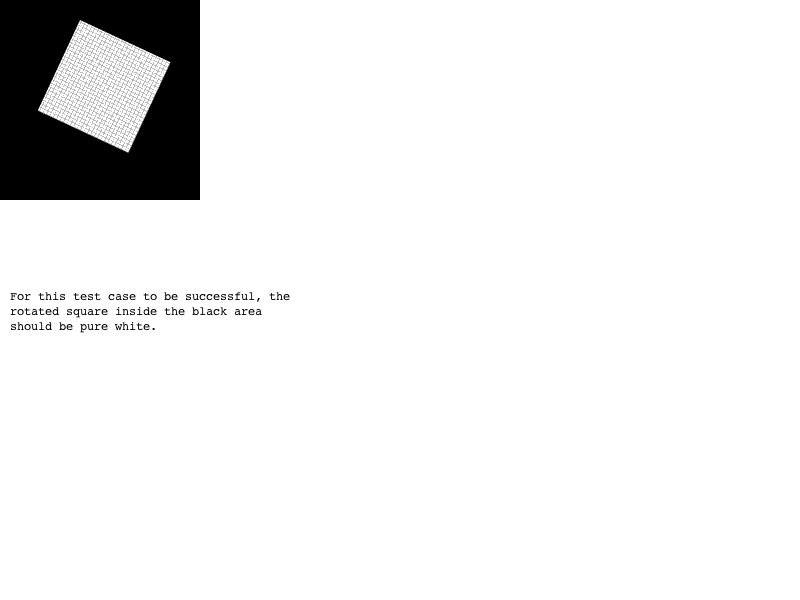 For this test case to be successful, the
rotated square inside the black area
should be pure white.